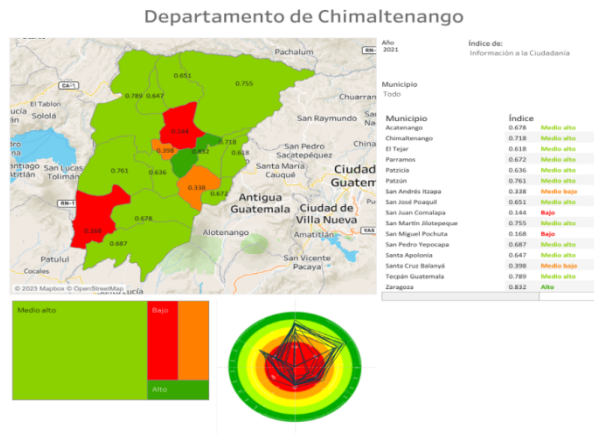 Departamento de Chimaltenango
Año
2021
Índice de:
Información a la Ciudadanía
Municipio
Todo
Municipio Índice
Acatenango 0.678 Medio alto
Chimaltenango 0.718 Medio alto
El Tejar 0.618 Medio alto
Parramos 0.672 Medio alto
Patzicía 0.636 Medio alto
Patzún 0.761 Medio alto
San Andrés Itzapa 0.338 Medio bajo
San José Poaquil 0.651 Medio alto
San Juan Comalapa 0.144 Bajo
San Martín Jilotepeque 0.755 Medio alto
San Miguel Pochuta 0.168 Bajo
San Pedro Yepocapa 0.687 Medio alto
Santa Apolonia 0.647 Medio alto
Santa Cruz Balanyá 0.398 Medio bajo
Tecpán Guatemala 0.789 Medio alto
Zaragoza 0.832 Alto
Pachalum
RN-
0.651
0.755
CA-1
0.789 0.647
El Tablon
Sololá
Chuarran
San Raymundo
0.144
0.718
0.398
0.832
0.618
San Pedro
Sacatepéquez
San Lucas
Tolimán
0.761
0.636
Santa María
Cauqué
Ciudad
Guatem
0.338
0.672
RN-1
Antigua
Guatemala
Ciudad de
Villa Nueva
0.678
0.168
Alotenango
Amatitlán
0.687
Patulul
San Vicente
Pacaya
Cocales
© 2023 Mapbox © OpenStreetMap
Lucía
Medio alto
Bajo
Alto